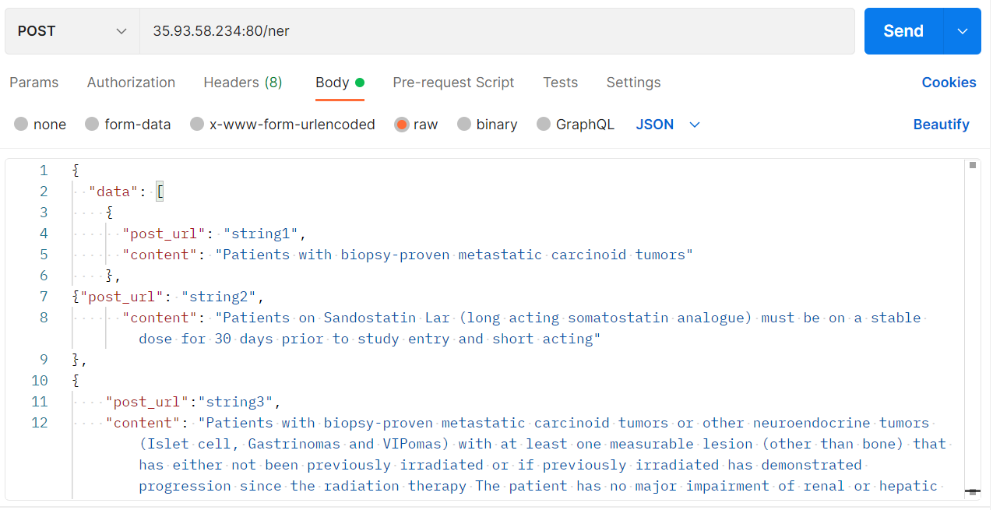 POST 35.93.58.234:80/ner Send
Params Authorization Headers (8) Body Pre-request Script Tests Settings Cookies
none form-data x-www-form-urlencoded raw binary GraphQL JSON Beautify
1 {
2 "data": [
3 {
4 "post_url": "string1",
5 "content": "Patients with biopsy-proven metastatic carcinoid tumors"
6 },
7 {"post_url": "string2",
8 "content": "Patients on Sandostatin Lar (long acting somatostatin analogue) must be on a stable
dose for 30 days prior to study entry and short acting"
9 },
10 {
11 "post_url":"string3",
12 "content": "Patients with biopsy-proven metastatic carcinoid tumors or other neuroendocrine tumors
(Islet cell, Gastrinomas and VIPomas) with at least one measurable lesion (other than bone) that
has either not been previously irradiated or if previously irradiated has demonstrated
progression since the radiation therapy The patient has no major impairment of renal or hepatic